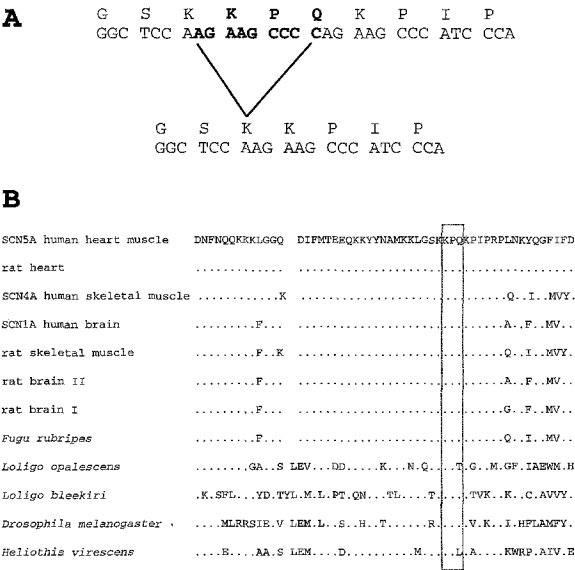 A
G S K K P Q K P I P
GGC TCC AAG AAG CCC CAG AAG CCC ATC CCA
G S K K P I P
GGC TCC AAG AAG CCC ATC CCA
B
SCN5A human heart muscle DNFNQQKKKLGGQ DIFMTEEQKKYYNAMKKLGSKKPQKPIPRPLNKYQGFIFD
rat heart
SCN4A human skeletal muscle .........K ..............................Q..I..MVY.
SCN1A human brain .........F... ..............................A..F..MV...
rat skeletal muscle .........F.K ..............................Q..I..MVY.
rat brain II .........F... ..............................A..F..MV...
rat brain I .........F... ..............................G..F..MV...
Fugu rubripes .........F... ..............................Q..I..MV...
Loligo opalescens ........GA..S LEV...DD.....K...N.Q....T.G..M.GF.IAEWM.H
Loligo bleekiri .K.SFL...YD.TYL.M.L.PT.QN...TL....T.....TVK..K..C.AVVY.
Drosophila melanogaster ...MLRRSIE.V LEM.L..S..H..T......R.....V.K..I.HFLAMFY.
Heliothis virescens ...E....AA.S LEM...D.........M.....L.A....KWRP.AIV.E